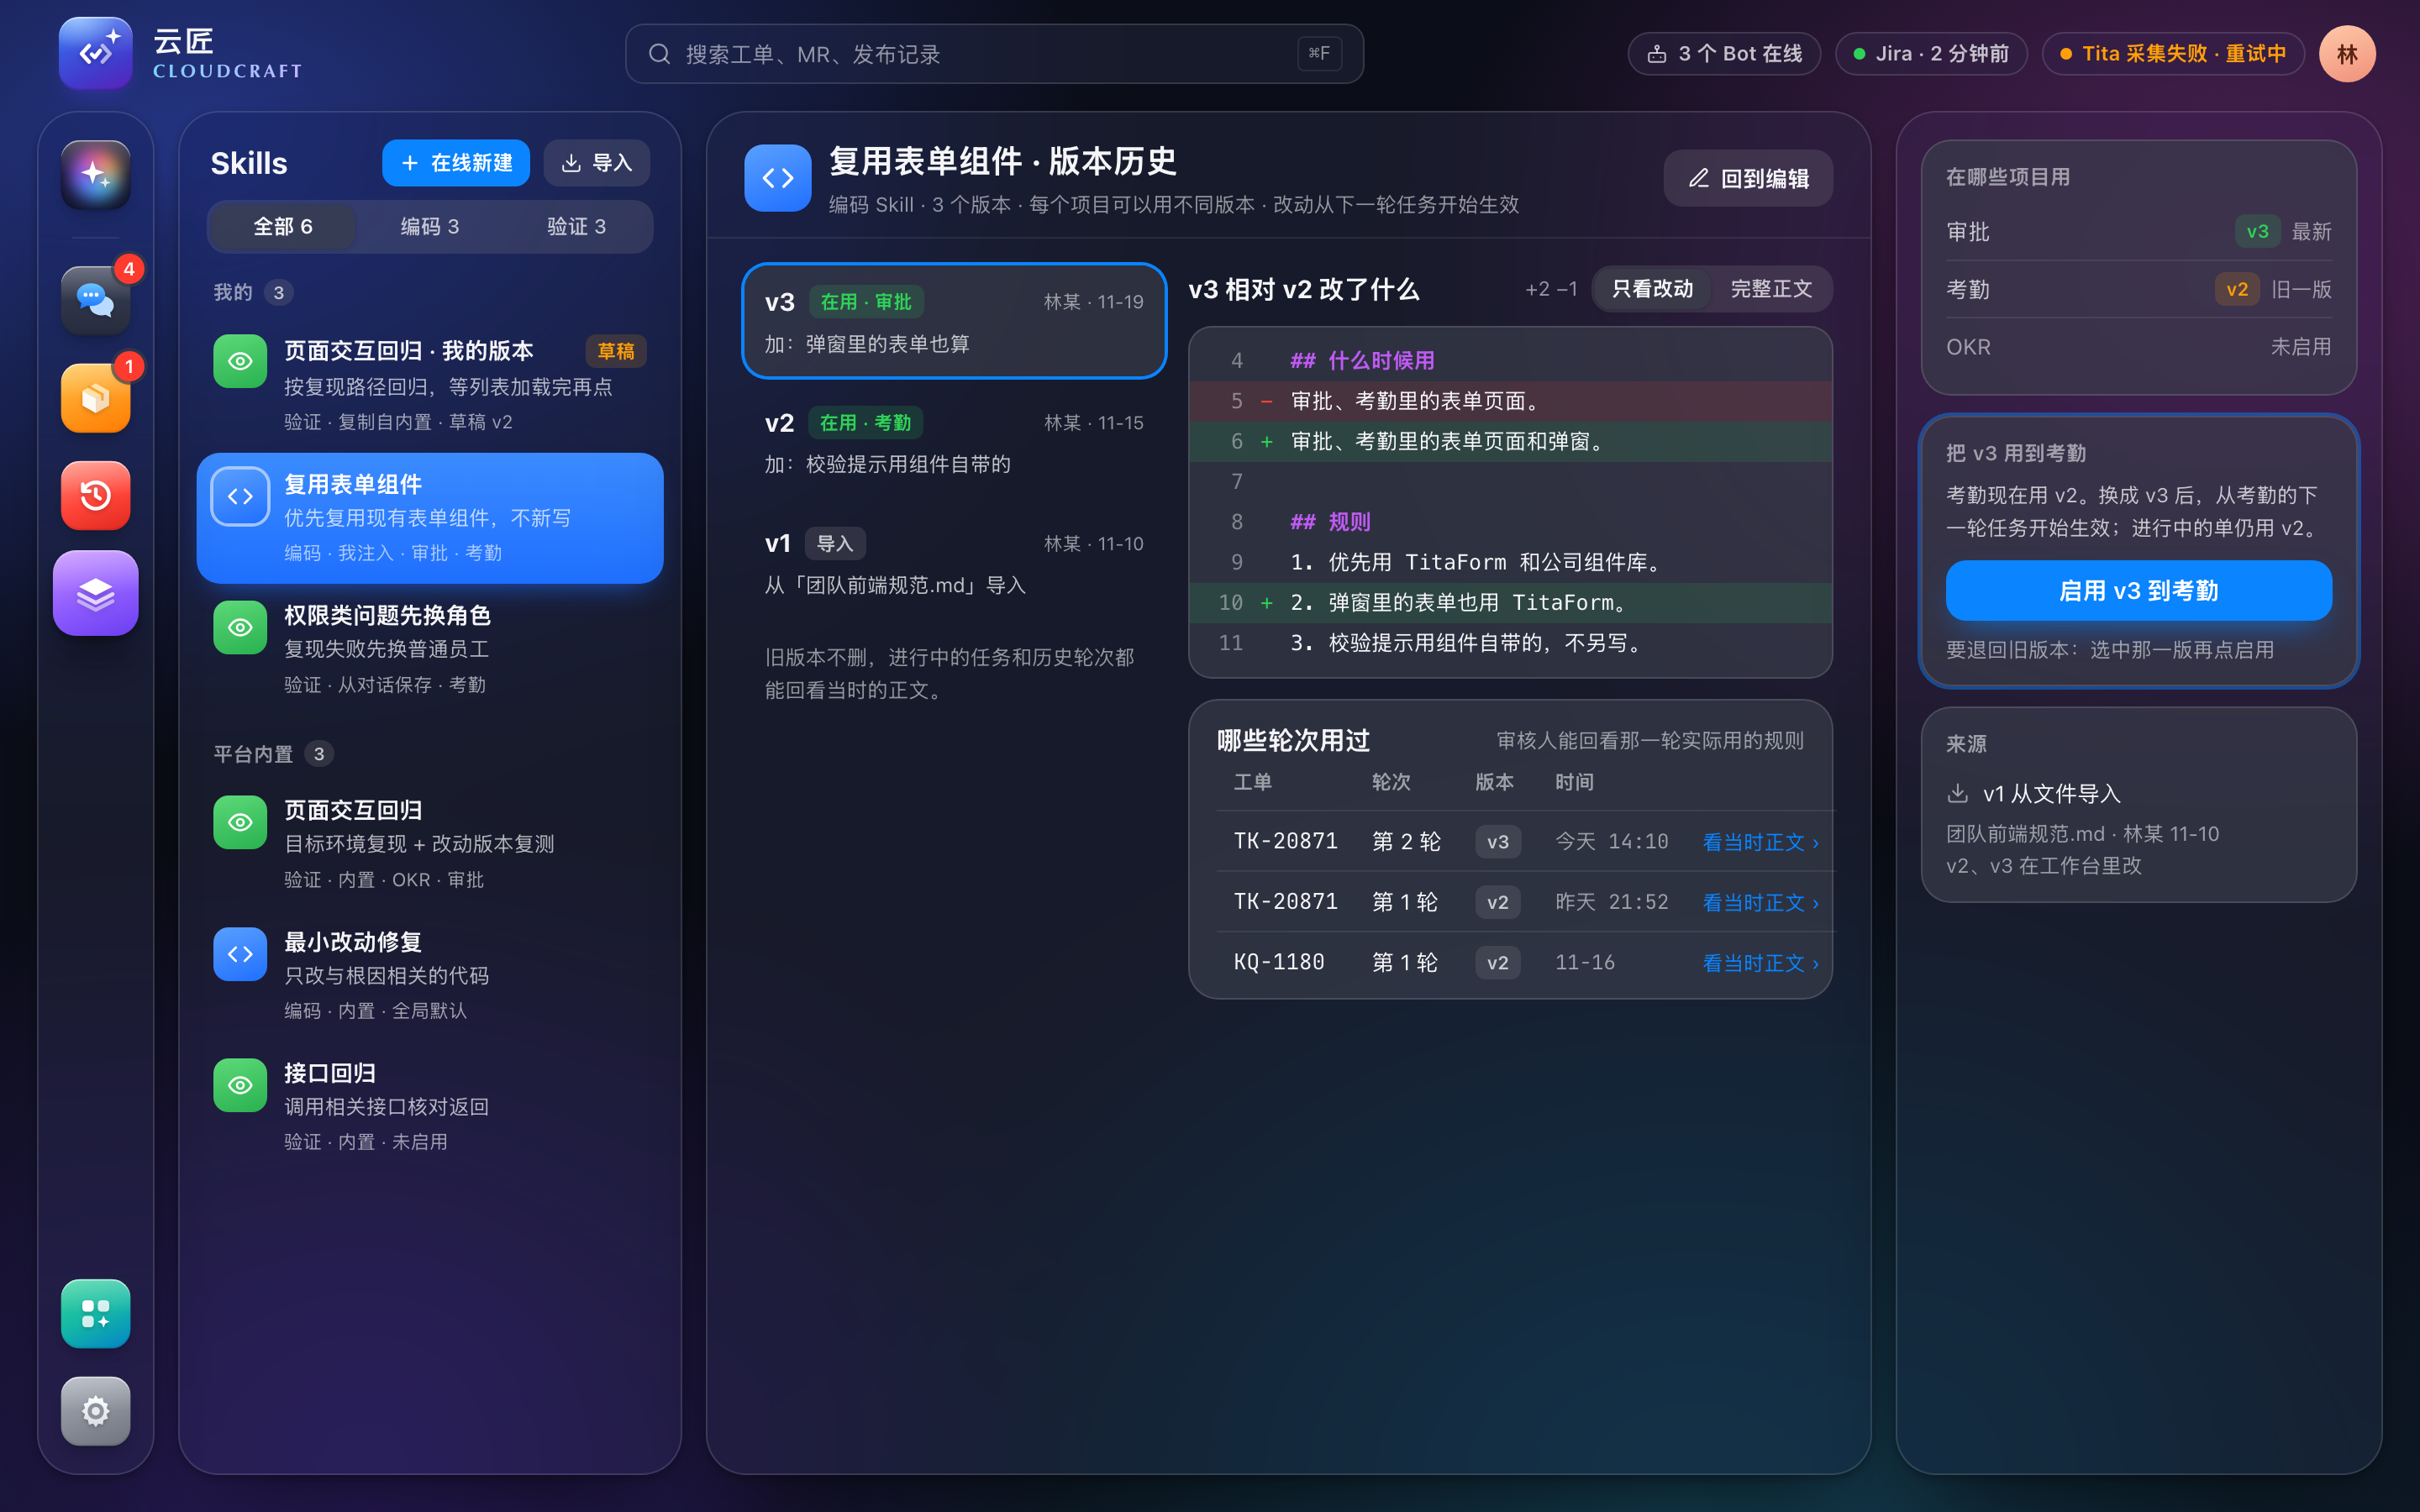 云匠
CLOUDCRAFT
搜索工单、MR、发布记录
⌘F
3 个 Bot 在线
Jira · 2 分钟前
Tita 采集失败 · 重试中
林
4
1
Skills
+ 在线新建
导入
全部 6
编码 3
验证 3
我的 3
页面交互回归 · 我的版本
草稿
按复现路径回归，等列表加载完再点
验证 · 复制自内置 · 草稿 v2
复用表单组件
优先复用现有表单组件，不新写
编码 · 我注入 · 审批 · 考勤
权限类问题先换角色
复现失败先换普通员工
验证 · 从对话保存 · 考勤
平台内置 3
页面交互回归
目标环境复现 + 改动版本复测
验证 · 内置 · OKR · 审批
最小改动修复
只改与根因相关的代码
编码 · 内置 · 全局默认
接口回归
调用相关接口核对返回
验证 · 内置 · 未启用
复用表单组件 · 版本历史
编码 Skill · 3 个版本 · 每个项目可以用不同版本 · 改动从下一轮任务开始生效
回到编辑
v3 在用 · 审批 林某 · 11-19
加：弹窗里的表单也算
v2 在用 · 考勤 林某 · 11-15
加：校验提示用组件自带的
v1 导入 林某 · 11-10
从「团队前端规范.md」导入
旧版本不删，进行中的任务和历史轮次都
能回看当时的正文。
v3 相对 v2 改了什么
+2 −1
只看改动
完整正文
4 ## 什么时候用
5 − 审批、考勤里的表单页面。
6 + 审批、考勤里的表单页面和弹窗。
7
8 ## 规则
9 1. 优先用 TitaForm 和公司组件库。
10 + 2. 弹窗里的表单也用 TitaForm。
11 3. 校验提示用组件自带的，不另写。
哪些轮次用过
审核人能回看那一轮实际用的规则
工单 轮次 版本 时间
TK-20871 第 2 轮 v3 今天 14:10 看当时正文 ›
TK-20871 第 1 轮 v2 昨天 21:52 看当时正文 ›
KQ-1180 第 1 轮 v2 11-16 看当时正文 ›
在哪些项目用
审批 v3 最新
考勤 v2 旧一版
OKR 未启用
把 v3 用到考勤
考勤现在用 v2。换成 v3 后，从考勤的下
一轮任务开始生效；进行中的单仍用 v2。
启用 v3 到考勤
要退回旧版本：选中那一版再点启用
来源
v1 从文件导入
团队前端规范.md · 林某 11-10
v2、v3 在工作台里改